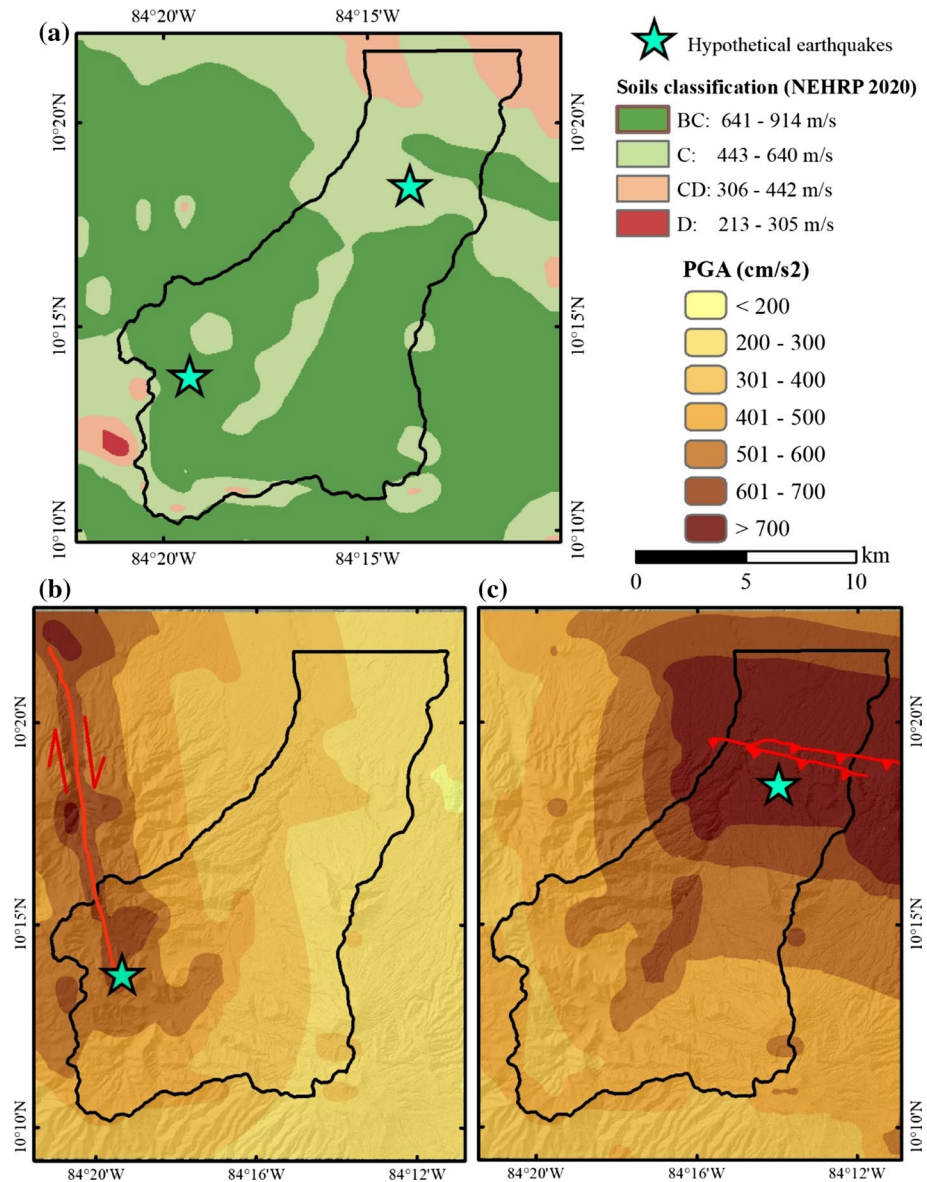 84°20'W 84°15'W
(a)
10°20'N 10°20'N
10°15'N 10°15'N
10°10'N 10°10'N
84°20'W 84°15'W
Hypothetical earthquakes
Soils classification (NEHRP 2020)
BC: 641 - 914 m/s
C: 443 - 640 m/s
CD: 306 - 442 m/s
D: 213 - 305 m/s
PGA (cm/s2)
< 200
200 - 300
301 - 400
401 - 500
501 - 600
601 - 700
> 700
km
0 5 10
(b)
(c)
10°20'N 10°20'N
10°15'N 10°15'N
10°10'N 10°10'N
84°20'W 84°16'W 84°12'W 84°20'W 84°16'W 84°12'W